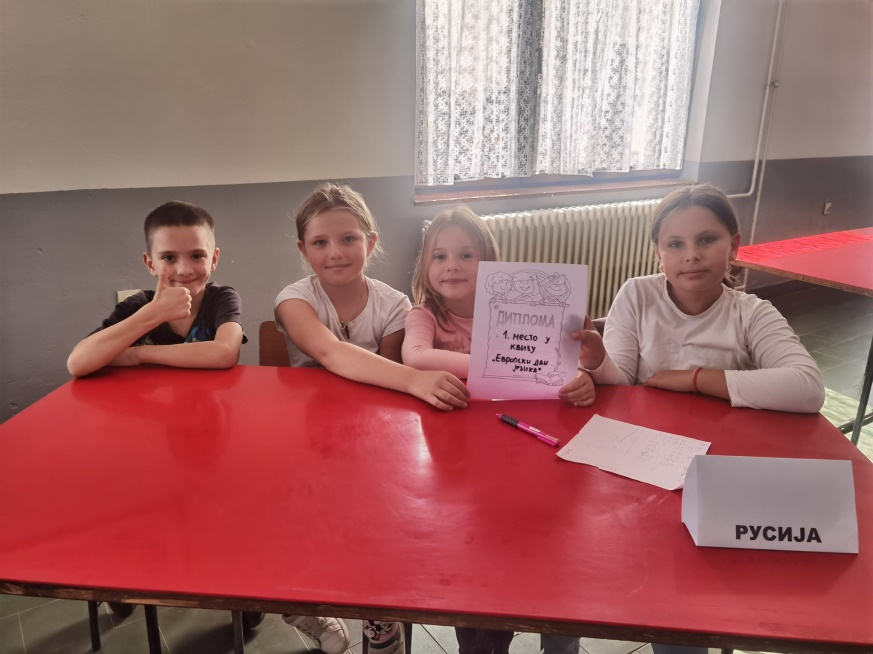 ДИПЛОМА
1. место у
квизу
„Европски дан
језика"
РУСИЈА